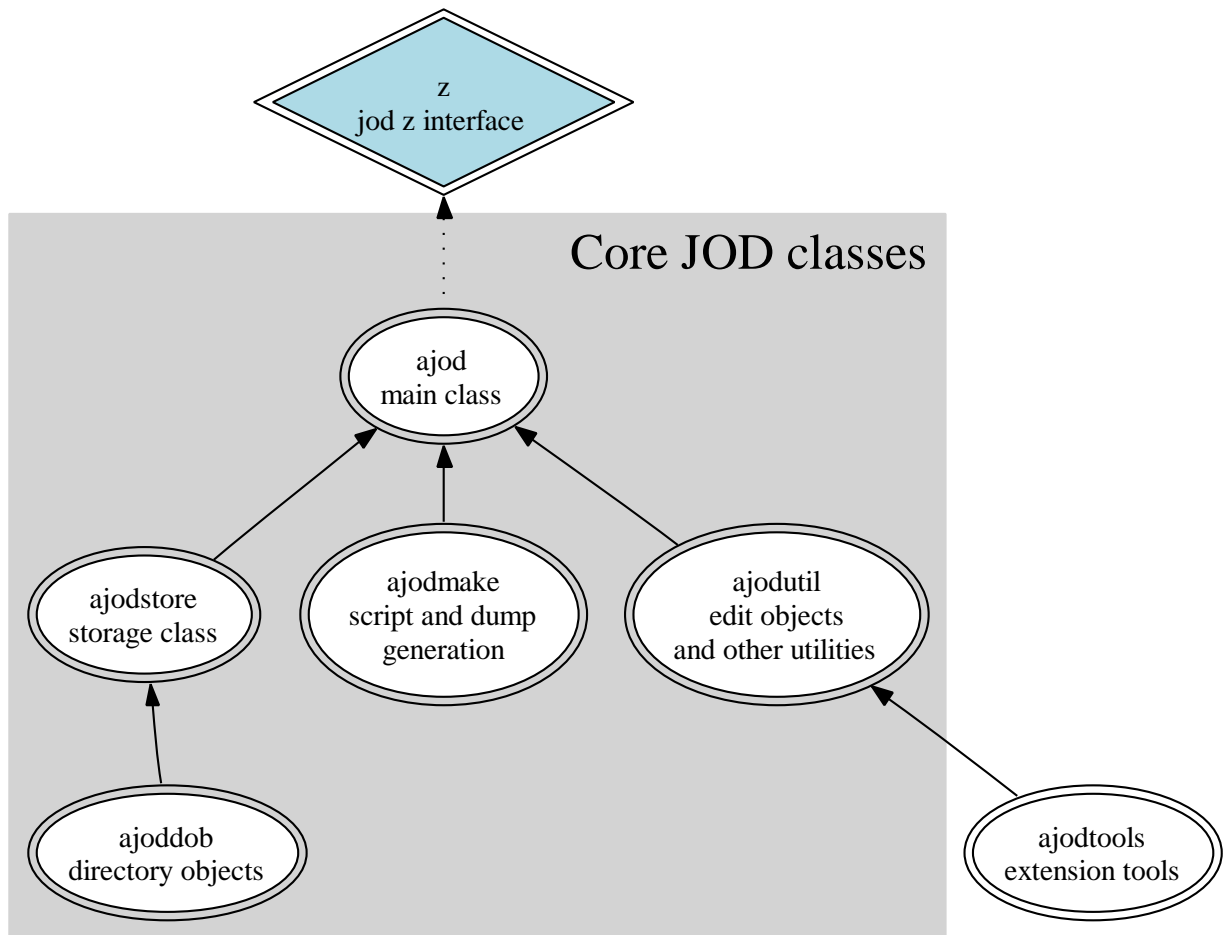 z
jod z interface
Core JOD classes
ajod
main class
ajodstore
storage class
ajodmake
script and dump
generation
ajodutil
edit objects
and other utilities
ajoddob
directory objects
ajodtools
extension tools